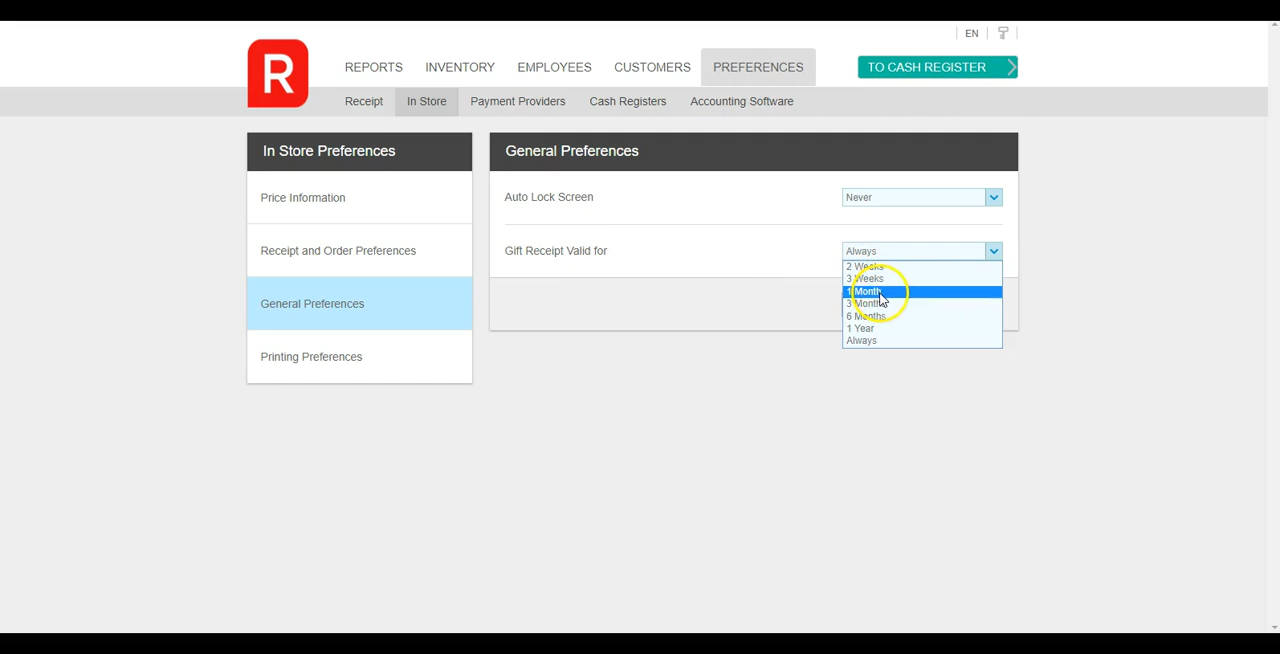 EN
R
REPORTS INVENTORY EMPLOYEES CUSTOMERS PREFERENCES TO CASH REGISTER
Receipt In Store Payment Providers Cash Registers Accounting Software
In Store Preferences
Price Information
Receipt and Order Preferences
General Preferences
Printing Preferences
General Preferences
Auto Lock Screen Never
Gift Receipt Valid for Always
2 Weeks
3 Weeks
1 Month
3 Months
6 Months
1 Year
Always